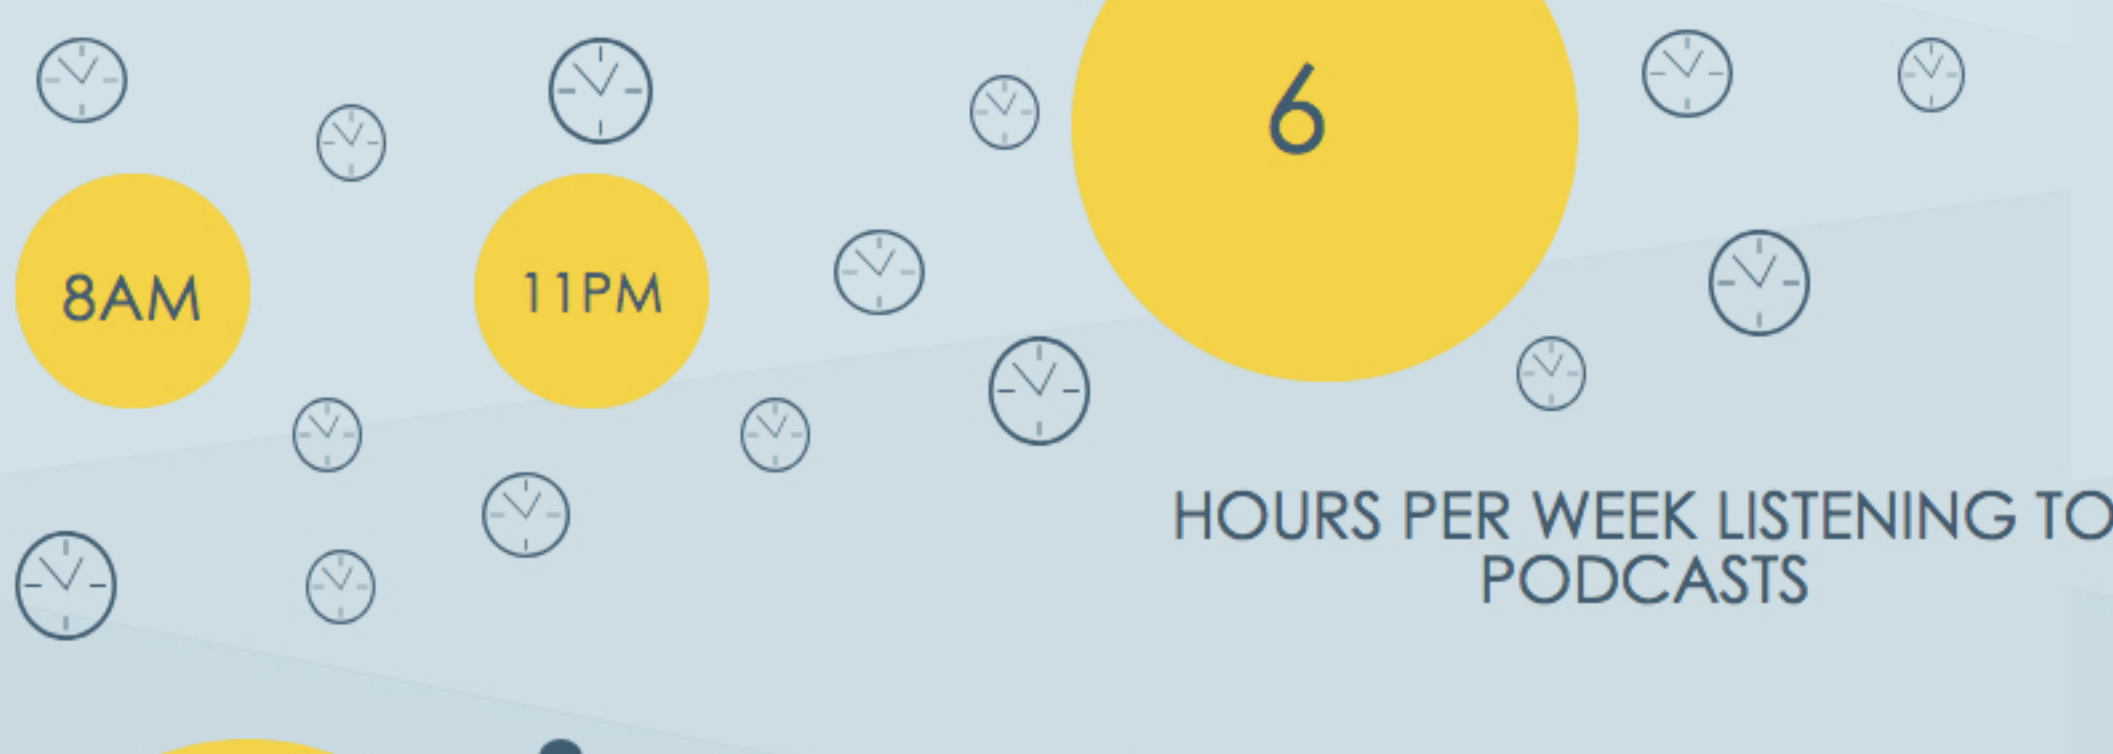 6
8AM
11PM
HOURS PER WEEK LISTENING TO
PODCASTS